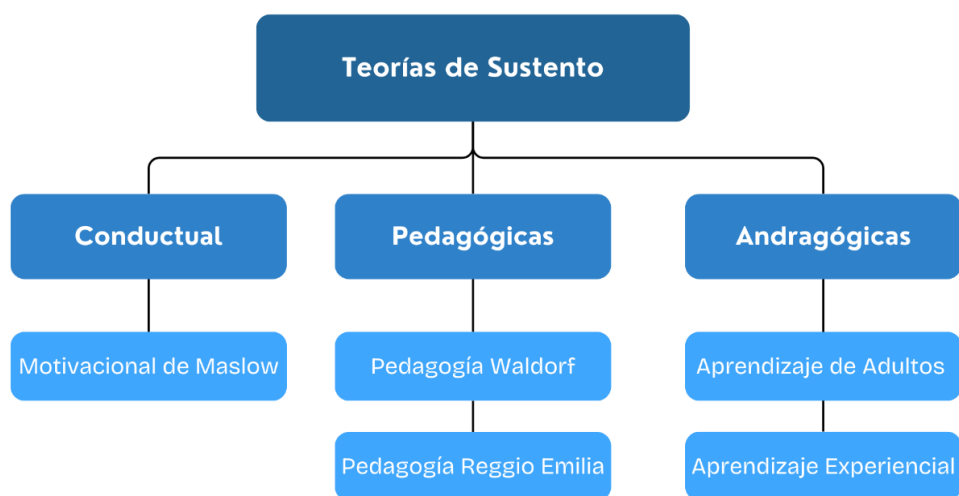 Teorías de Sustento
Conductual
Pedagógicas
Andragógicas
Motivacional de Maslow
Pedagogía Waldorf
Aprendizaje de Adultos
Pedagogía Reggio Emilia
Aprendizaje Experiencial